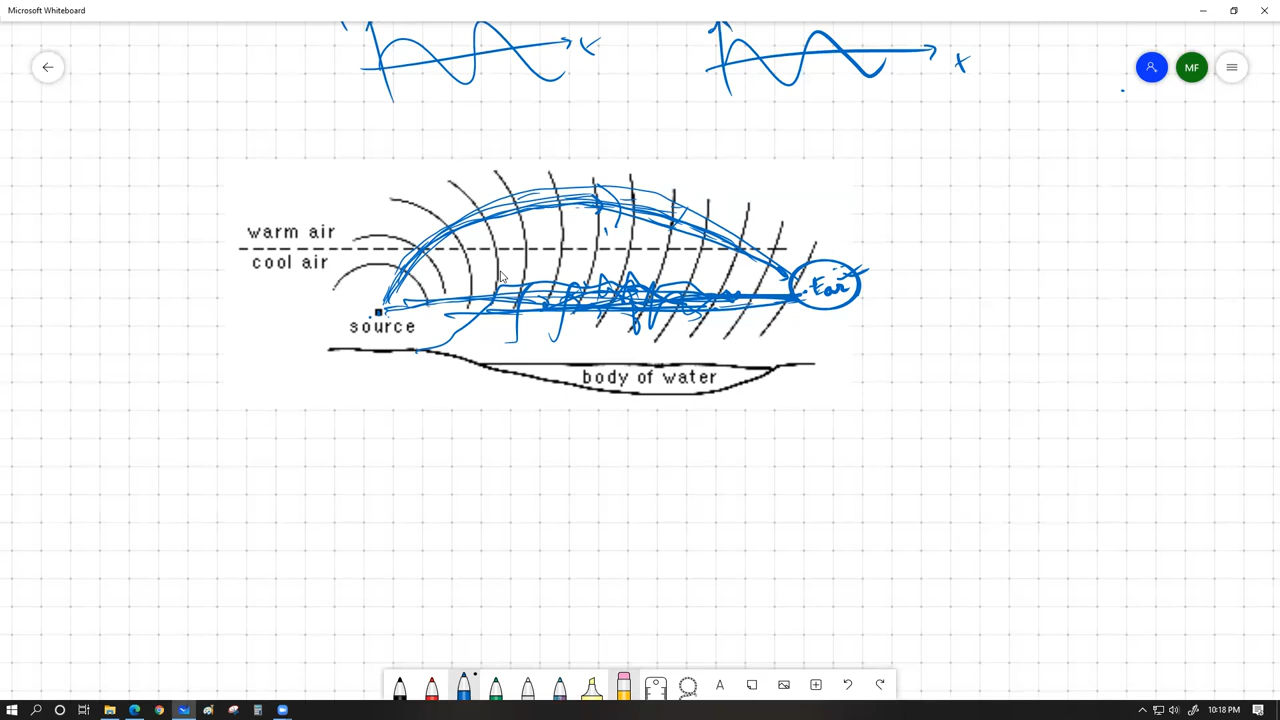 Microsoft Whiteboard
x
x
MF
warm air
cool air
Ear
source
body of water
A
10:18 PM